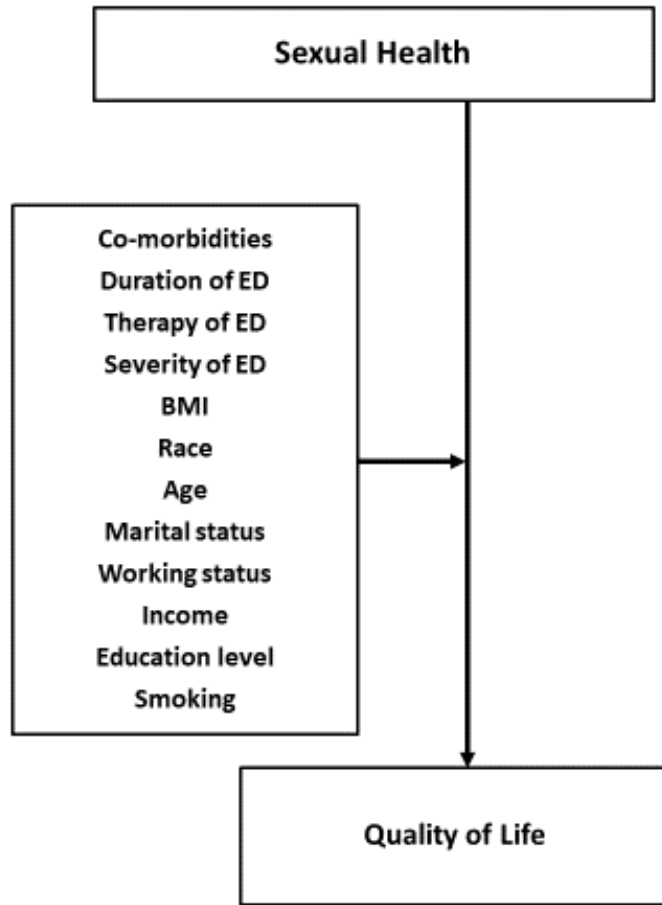 Sexual Health
Co-morbidities
Duration of ED
Therapy of ED
Severity of ED
BMI
Race
Age
Marital status
Working status
Income
Education level
Smoking
Quality of Life